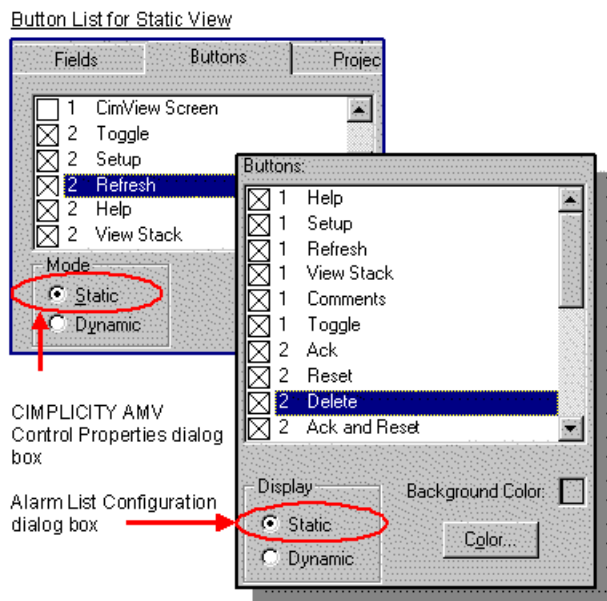 Button List for Static View
Fields
Buttons
Projec
1 CimView Screen
2 Toggle
2 Setup
2 Refresh
2 Help
2 View Stack
Mode
Static
Dynamic
Buttons:
1 Help
1 Setup
1 Refresh
1 View Stack
1 Comments
1 Toggle
2 Ack
2 Reset
2 Delete
2 Ack and Reset
Display
Static
Dynamic
Background Color:
Color...
CIMPLICITY AMV
Control Properties dialog
box
Alarm List Configuration
dialog box